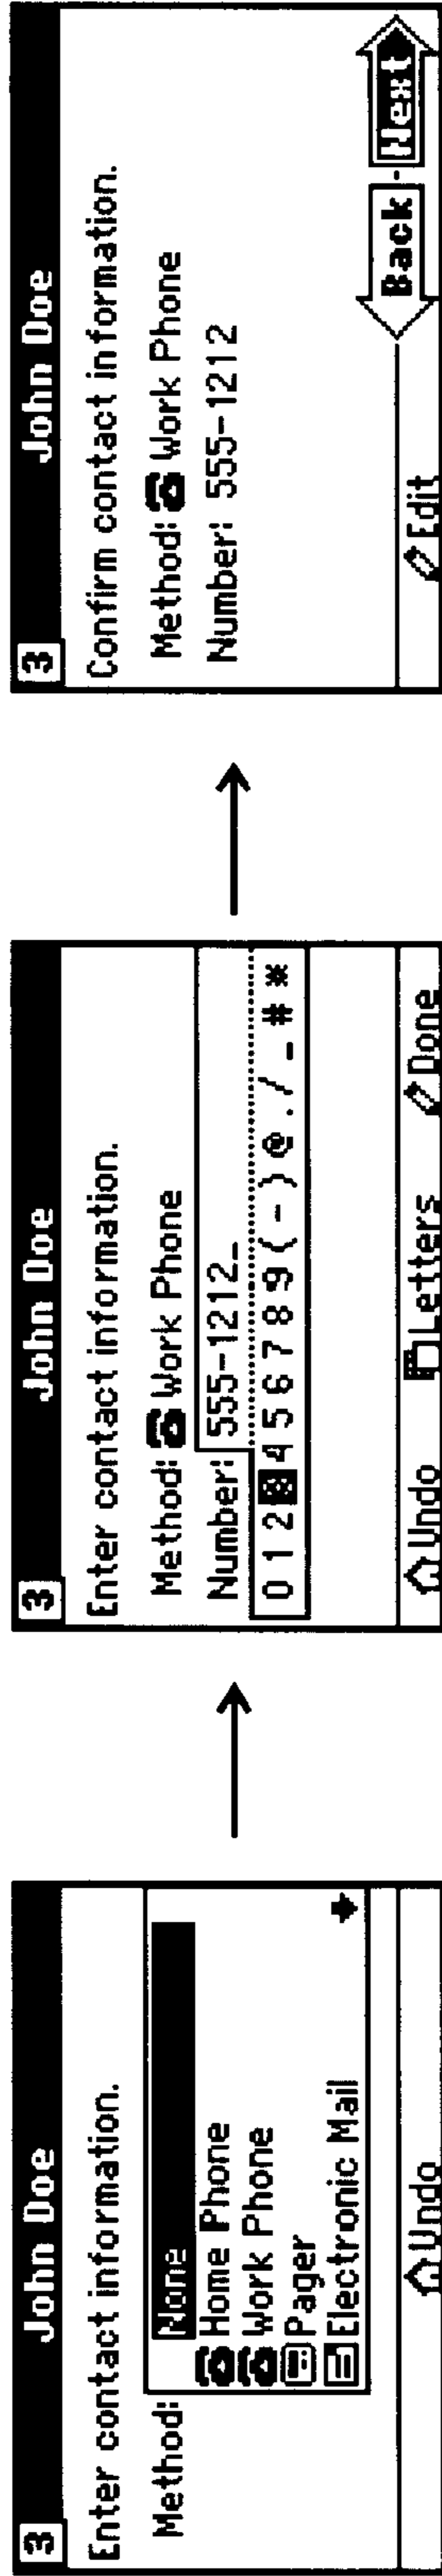 3 John Doe
Enter contact information.
Method: None
Home Phone
Work Phone
Pager
Electronic Mail
Undo
3 John Doe
Enter contact information.
Method: Work Phone
Number: 555-1212_
0 1 2 3 4 5 6 7 8 9 ( - ) @ . / _ # *
Undo Letters Done
3 John Doe
Confirm contact information.
Method: Work Phone
Number: 555-1212
Edit Back - Next